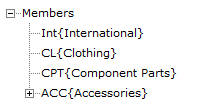 Members
Int{International}
CL{Clothing}
CPT{Component Parts}
ACC{Accessories}